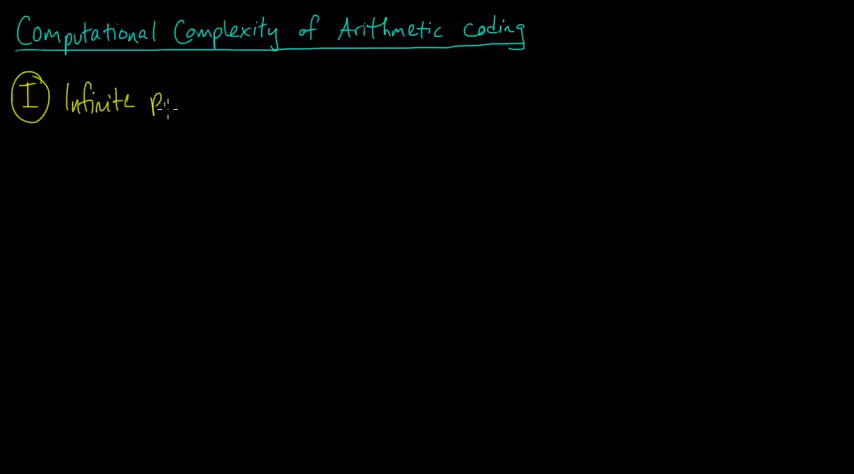 Computational Complexity of Arithmetic coding
I Infinite p